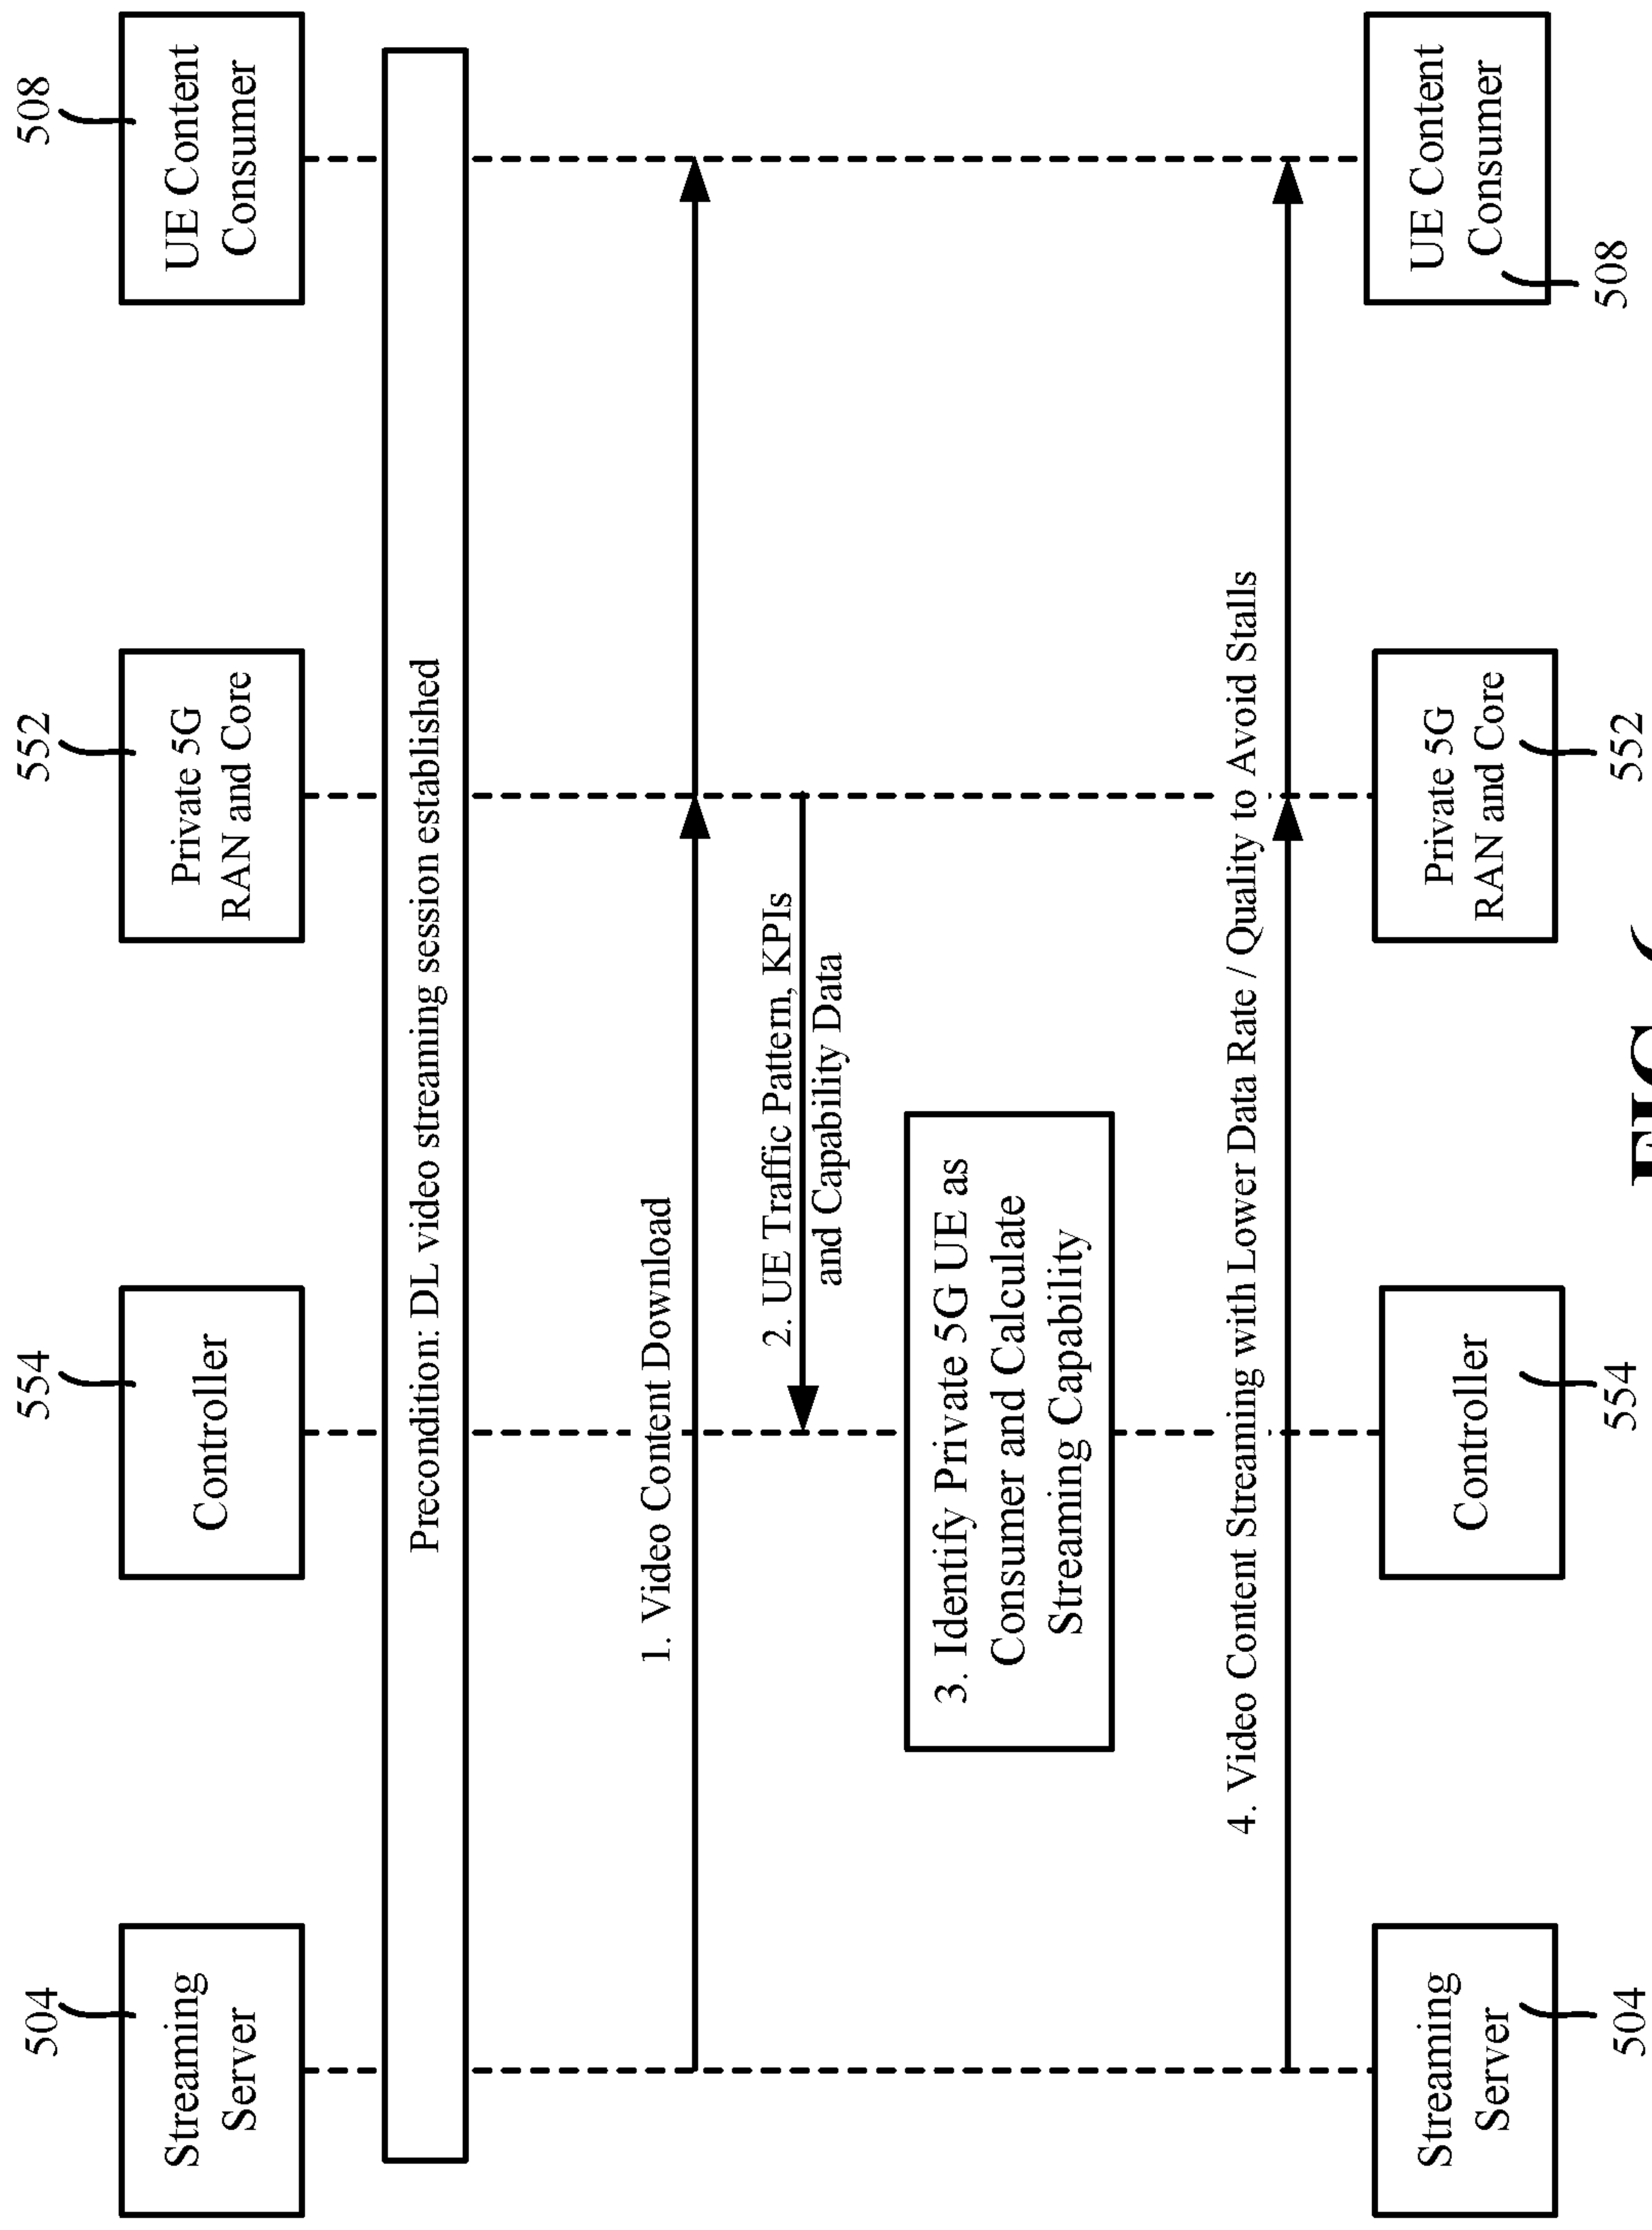 504
554
552
508
Streaming
Server
Controller
Private 5G
RAN and Core
UE Content
Consumer
Precondition: DL video streaming session established
1. Video Content Download
2. UE Traffic Pattern, KPIs
and Capability Data
3. Identify Private 5G UE as
Consumer and Calculate
Streaming Capability
4. Video Content Streaming with Lower Data Rate / Quality to Avoid Stalls
Streaming
Server
Controller
Private 5G
RAN and Core
UE Content
Consumer
504
554
552
508
FIG